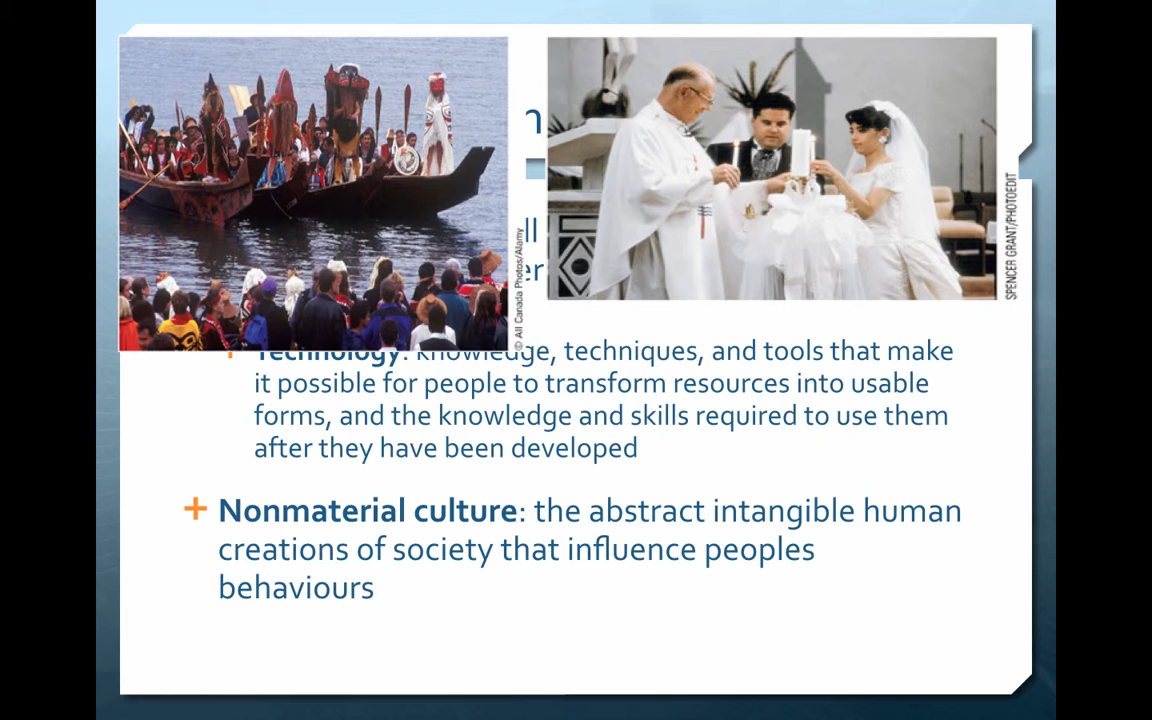 © All Canada Photos/Alamy
SPENCER GRANT/PHOTOEDIT
Technology: knowledge, techniques, and tools that make
it possible for people to transform resources into usable
forms, and the knowledge and skills required to use them
after they have been developed
Nonmaterial culture: the abstract intangible human
creations of society that influence peoples
behaviours